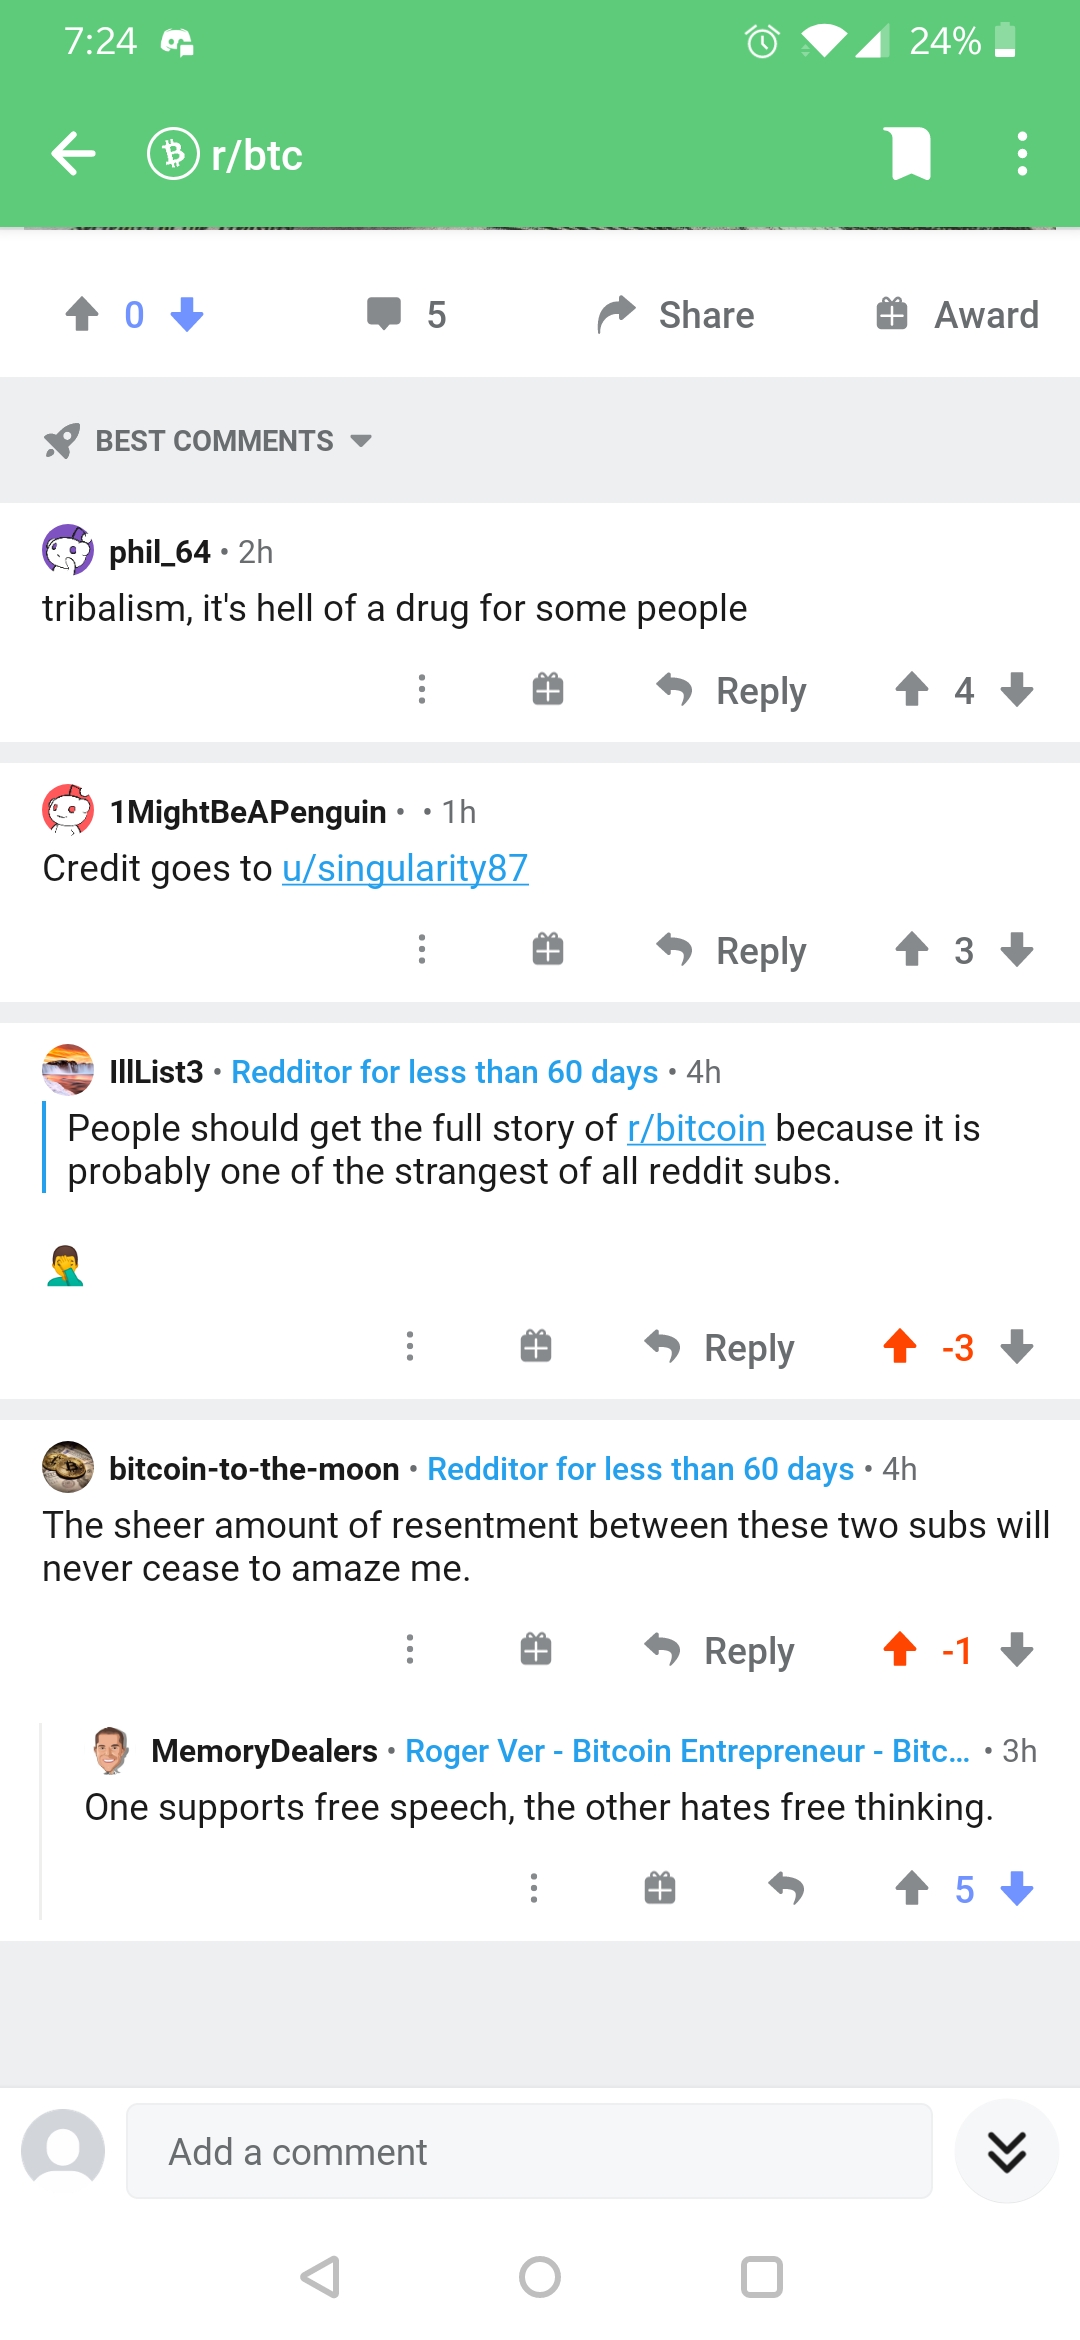 7:24
24%
r/btc
0
5
Share
Award
BEST COMMENTS
phil_64 • 2h
tribalism, it's hell of a drug for some people
Reply
4
1MightBeAPenguin • • 1h
Credit goes to u/singularity87
Reply
3
IllList3 • Redditor for less than 60 days • 4h
People should get the full story of r/bitcoin because it is
probably one of the strangest of all reddit subs.
Reply
-3
bitcoin-to-the-moon • Redditor for less than 60 days • 4h
The sheer amount of resentment between these two subs will
never cease to amaze me.
Reply
-1
MemoryDealers • Roger Ver - Bitcoin Entrepreneur - Bitc... • 3h
One supports free speech, the other hates free thinking.
5
Add a comment